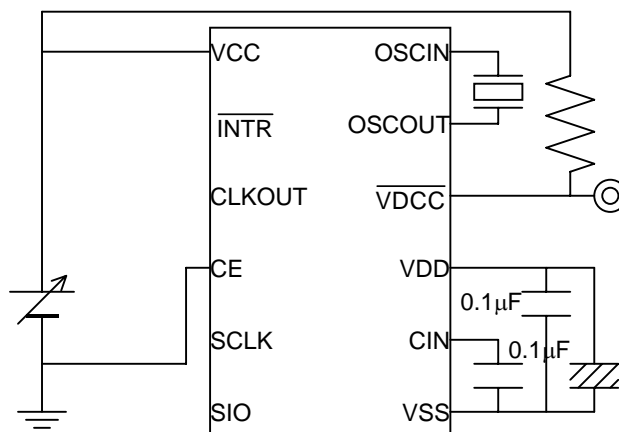 VCC OSCIN
INTR OSCOUT
CLKOUT VDCC
CE VDD
0.1μF
SCLK CIN
0.1μF
SIO VSS